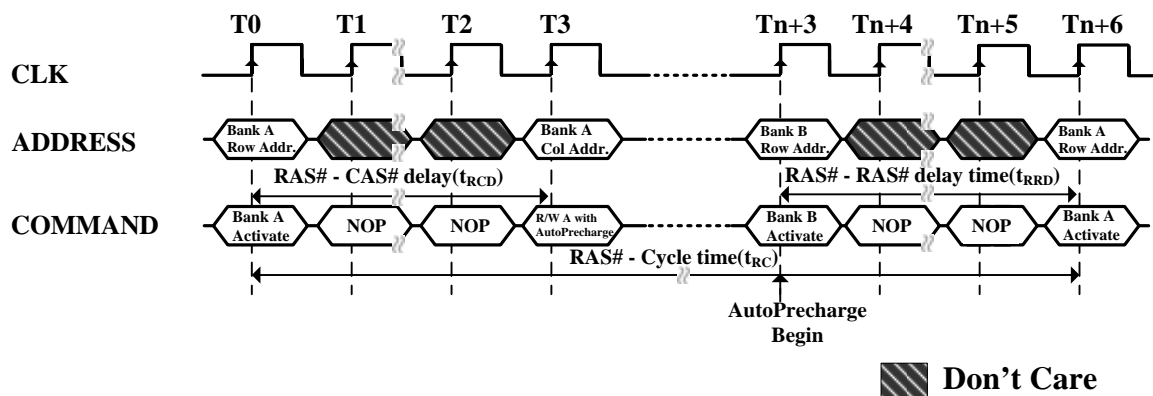 T0 T1 T2 T3 Tn+3 Tn+4 Tn+5 Tn+6
CLK
ADDRESS
Bank A
Row Addr.
Bank A
Col Addr.
Bank B
Row Addr.
Bank A
Row Addr.
RAS# - CAS# delay(tRCD)
RAS# - RAS# delay time(tRRD)
COMMAND
Bank A
Activate
NOP
NOP
R/W A with
AutoPrecharge
Bank B
Activate
NOP
NOP
Bank A
Activate
RAS# - Cycle time(tRC)
AutoPrecharge
Begin
Don't Care